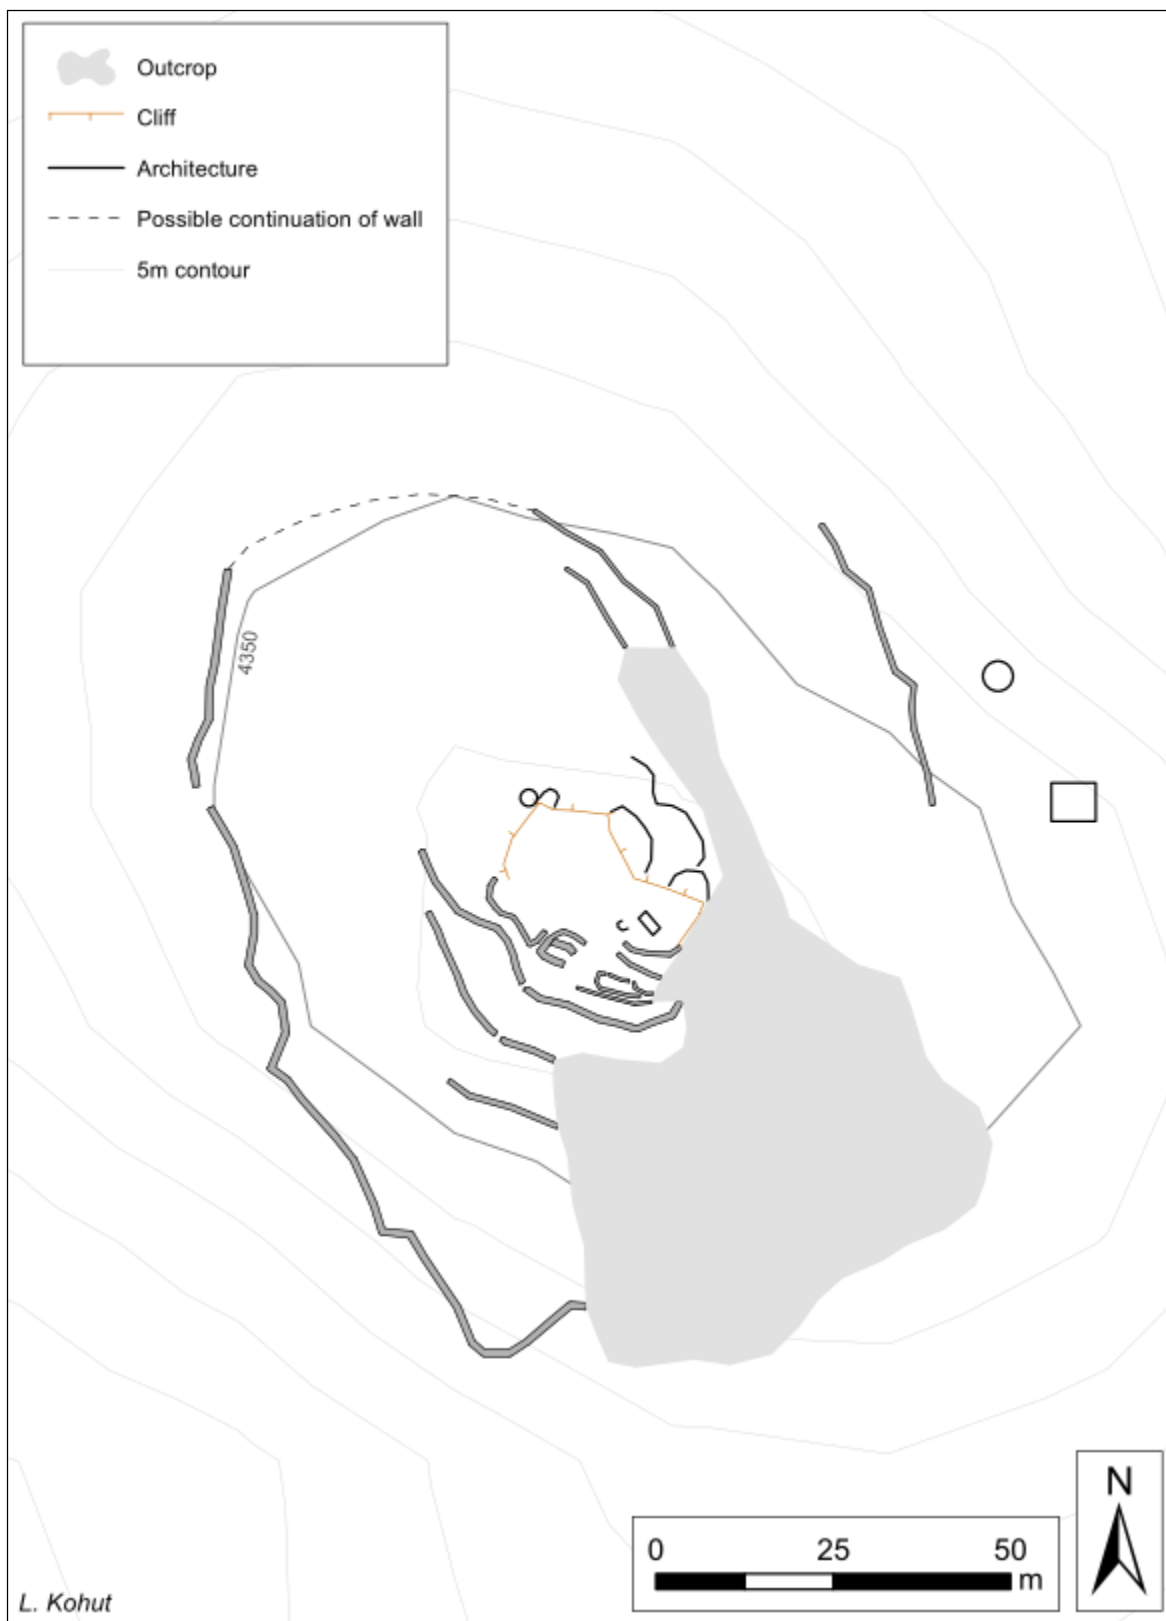 Outcrop
Cliff
Architecture
Possible continuation of wall
5m contour
4350
N
0 25 50
m
L. Kohut